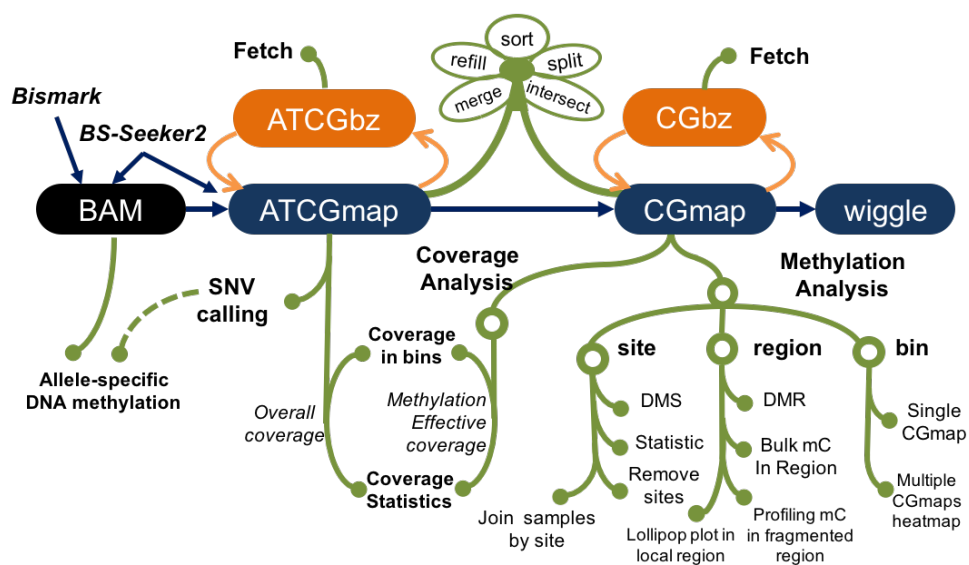 sort
refill
split
merge
intersect
Fetch
Fetch
ATCGbz
CGbz
Bismark
BS-Seeker2
BAM
ATCGmap
CGmap
wiggle
Coverage
Analysis
Methylation
Analysis
SNV
calling
Coverage
in bins
site
region
bin
Allele-specific
DNA methylation
Overall
coverage
Methylation
Effective
coverage
Coverage
Statistics
DMS
Statistic
Remove
sites
Join samples
by site
DMR
Bulk mC
In Region
Profiling mC
in fragmented
region
Lollipop plot in
local region
Single
CGmap
Multiple
CGmaps
heatmap